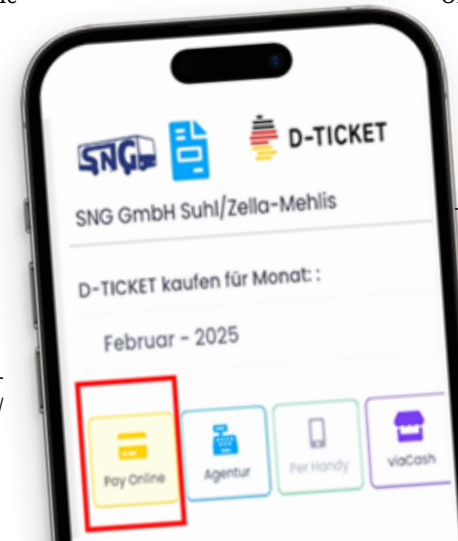 SNG D-TICKET
SNG GmbH Suhl/Zella-Mehlis
D-TICKET kaufen für Monat: :
Februar - 2025
Pay Online Agentur Per Handy viaCash